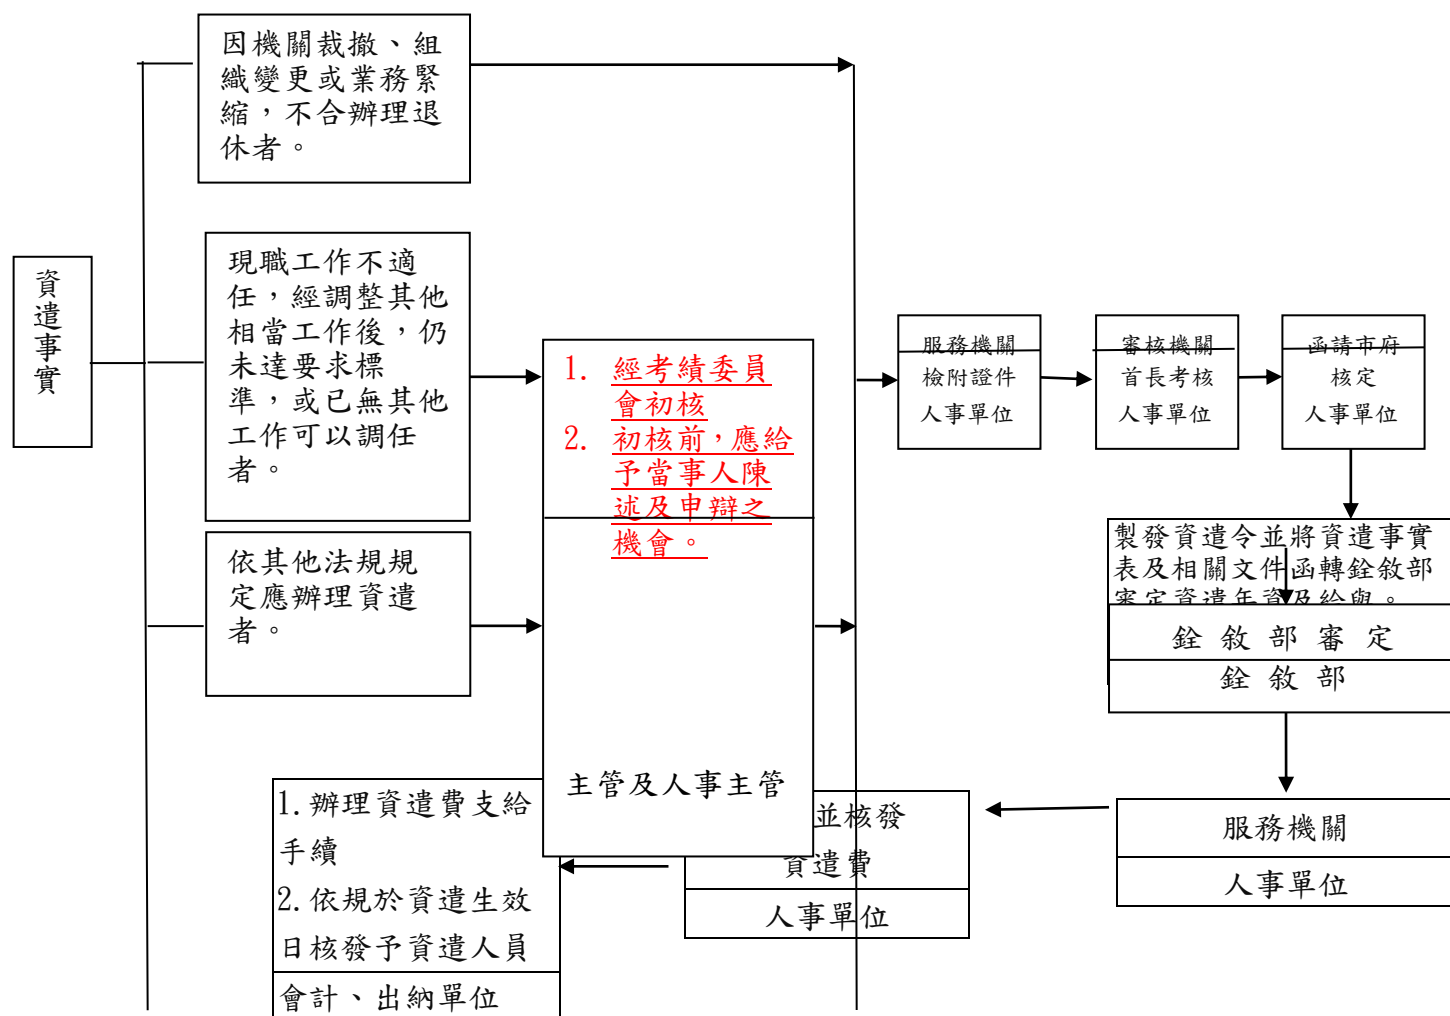 資遣事實
因機關裁撤、組
織變更或業務緊
縮，不合辦理退
休者。
現職工作不適
任，經調整其他
相當工作後，仍
未達要求標
準，或已無其他
工作可以調任
者。
依其他法規規
定應辦理資遣
者。
1. 經考績委員
會初核
2. 初核前，應給
予當事人陳
述及申辯之
機會。
主管及人事主管
服務機關
檢附證件
人事單位
審核機關
首長考核
人事單位
函請市府
核定
人事單位
製發資遣令並將資遣事實
表及相關文件函轉銓敘部
審定資遣年資及給與。
銓敘部審定
銓敘部
服務機關
人事單位
並核發
資遣費
人事單位
1.辦理資遣費支給
手續
2.依規於資遣生效
日核發予資遣人員
會計、出納單位